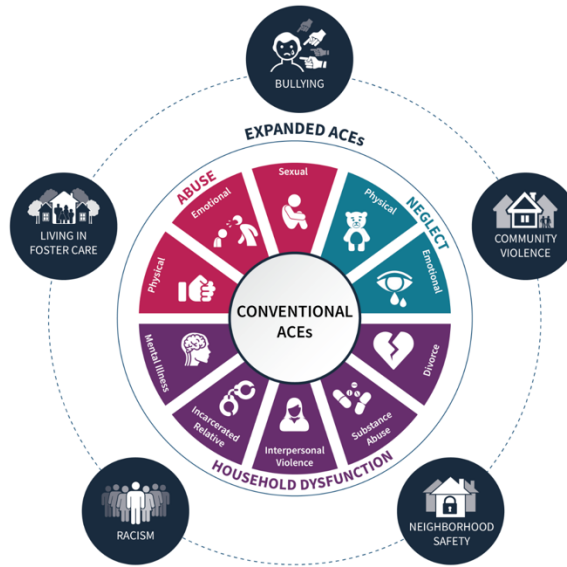 BULLYING
EXPANDED ACEs
LIVING IN
FOSTER CARE
COMMUNITY
VIOLENCE
ABUSE
Physical
Emotional
Sexual
NEGLECT
Physical
Emotional
CONVENTIONAL
ACEs
Mental Illness
Incarcerated
Relative
Interpersonal
Violence
Substance
Abuse
Divorce
HOUSEHOLD DYSFUNCTION
RACISM
NEIGHBORHOOD
SAFETY